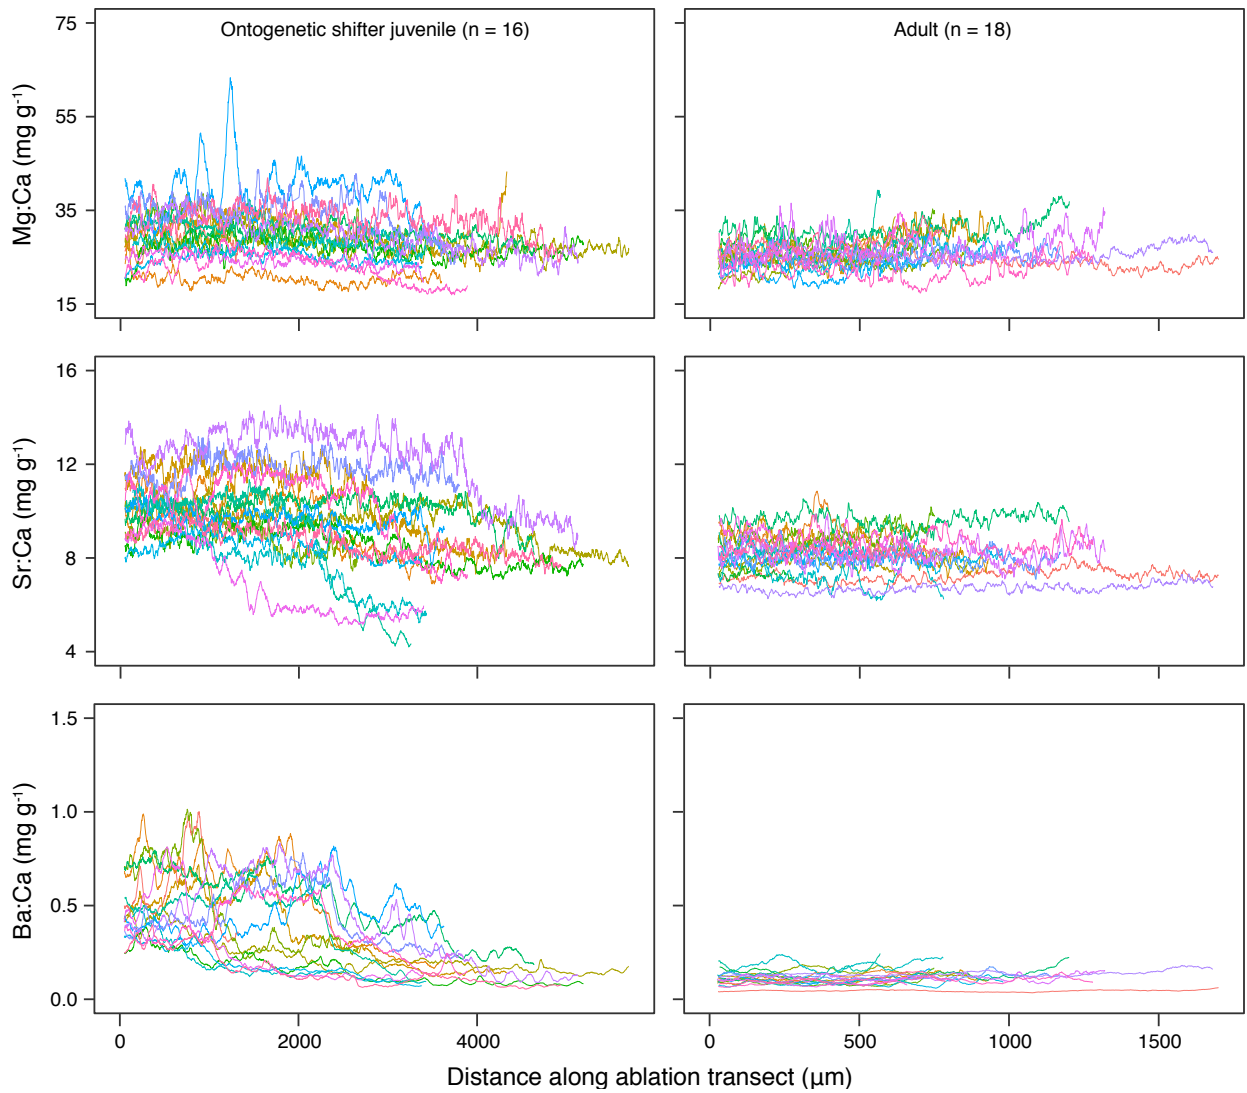 Ontogenetic shifter juvenile (n = 16)
Adult (n = 18)
Mg:Ca (mg g⁻¹)
75
55
35
15
Sr:Ca (mg g⁻¹)
16
12
8
4
Ba:Ca (mg g⁻¹)
1.5
1.0
0.5
0.0
0 2000 4000
0 500 1000 1500
Distance along ablation transect (µm)